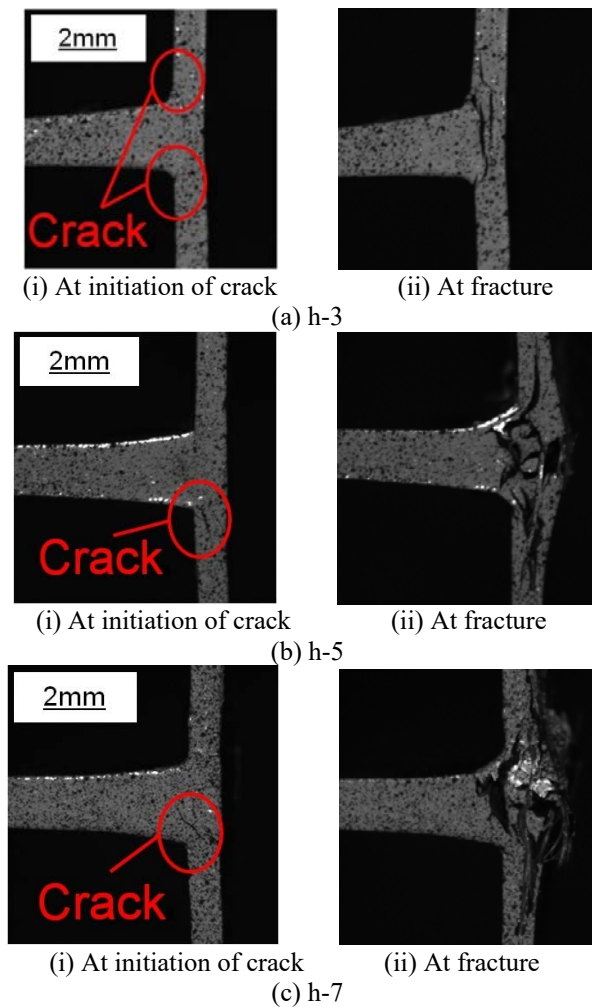 2mm
Crack
(i) At initiation of crack (ii) At fracture
(a) h-3
2mm
Crack
(i) At initiation of crack (ii) At fracture
(b) h-5
2mm
Crack
(i) At initiation of crack (ii) At fracture
(c) h-7